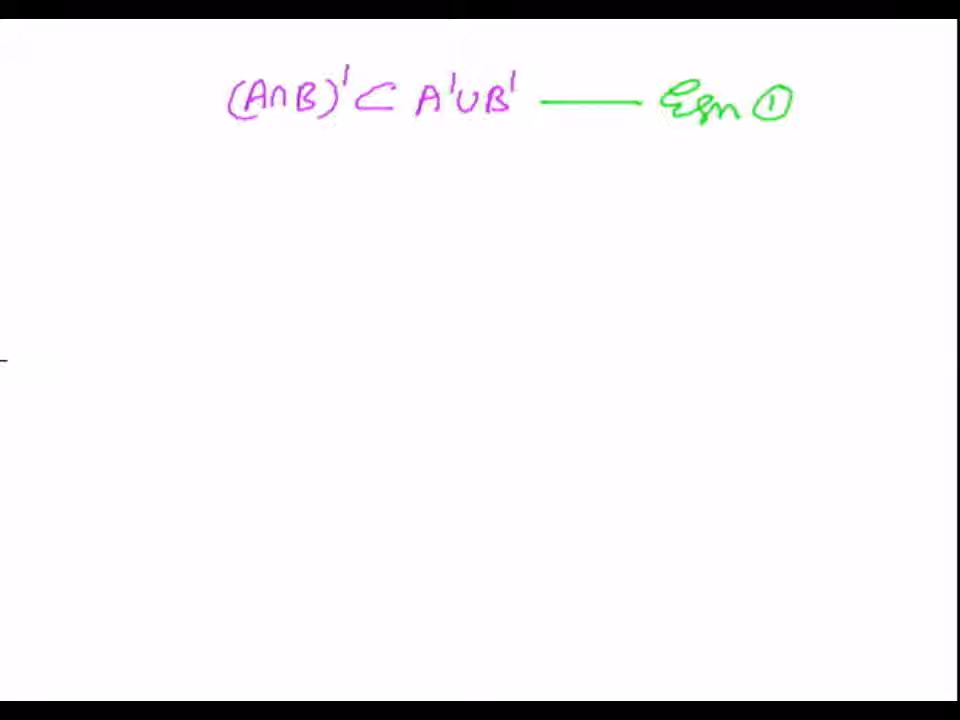 (A∩B)' ⊂ A'∪B' —— Eqn ①